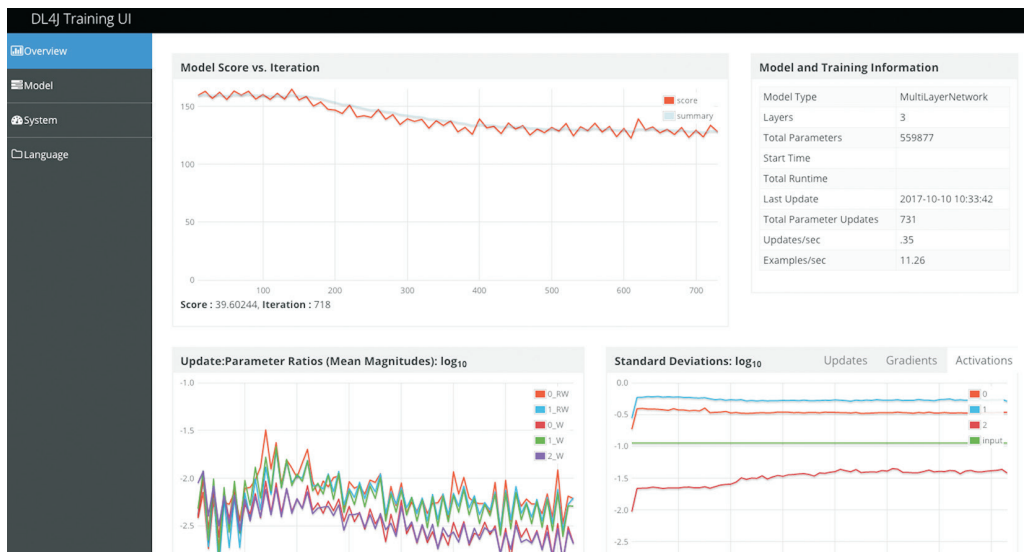 DL4J Training UI
Overview
Model
System
Language
Model Score vs. Iteration
score
summary
150
100
50
0
100 200 300 400 500 600 700
Score : 39.60244, Iteration : 718
Model and Training Information
Model Type MultiLayerNetwork
Layers 3
Total Parameters 559877
Start Time
Total Runtime
Last Update 2017-10-10 10:33:42
Total Parameter Updates 731
Updates/sec .35
Examples/sec 11.26
Update:Parameter Ratios (Mean Magnitudes): log₁₀
-1.0
-1.5
-2.0
-2.5
0_RW
1_RW
0_W
1_W
2_W
Standard Deviations: log₁₀ Updates Gradients Activations
0.0
-0.5
-1.0
-1.5
-2.0
-2.5
0
1
2
input